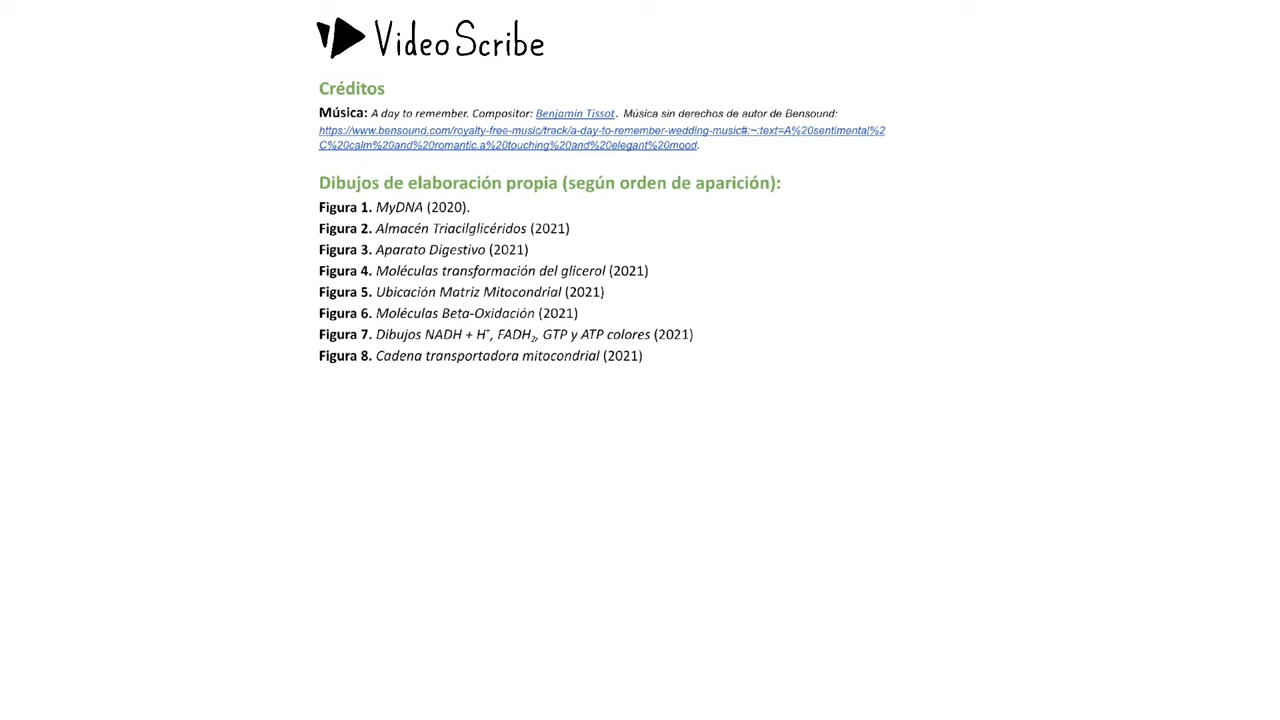 VideoScribe
Créditos
Música: A day to remember. Compositor: Benjamin Tissot. Música sin derechos de autor de Bensound:
https://www.bensound.com/royalty-free-music/track/a-day-to-remember-wedding-music#:~:text=A%20sentimental%2
C%20calm%20and%20romantic,a%20touching%20and%20elegant%20mood.
Dibujos de elaboración propia (según orden de aparición):
Figura 1. MyDNA (2020).
Figura 2. Almacén Triacilglicéridos (2021)
Figura 3. Aparato Digestivo (2021)
Figura 4. Moléculas transformación del glicerol (2021)
Figura 5. Ubicación Matriz Mitocondrial (2021)
Figura 6. Moléculas Beta-Oxidación (2021)
Figura 7. Dibujos NADH + H⁺, FADH₂, GTP y ATP colores (2021)
Figura 8. Cadena transportadora mitocondrial (2021)